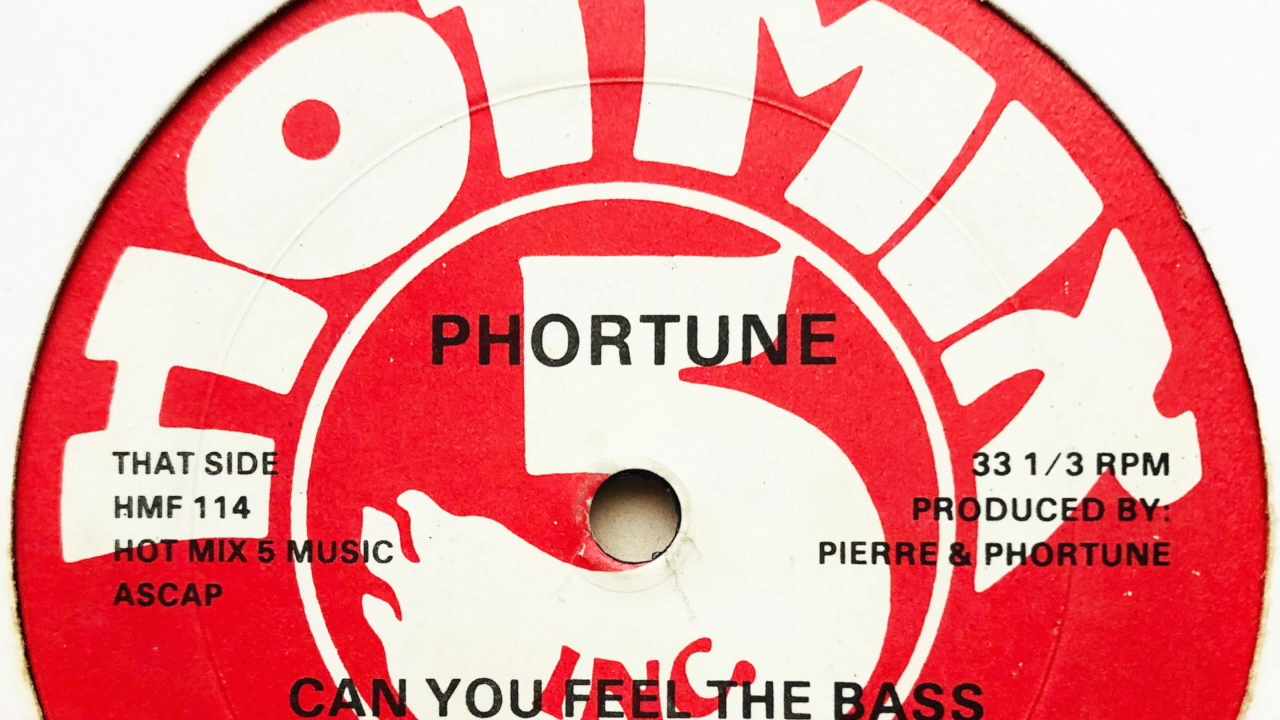 HOT MIX
5
PHORTUNE
THAT SIDE
HMF 114
HOT MIX 5 MUSIC
ASCAP
33 1/3 RPM
PRODUCED BY:
PIERRE & PHORTUNE
INC.
CAN YOU FEEL THE BASS